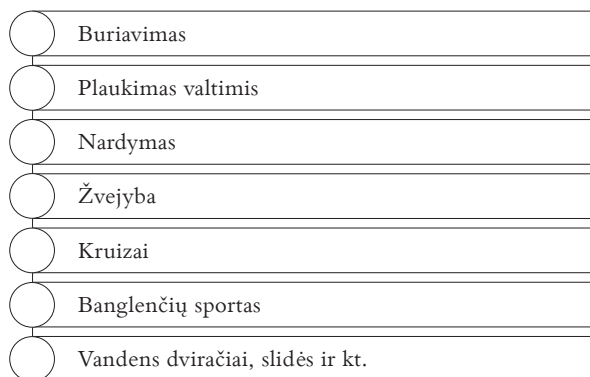 Buriavimas
Plaukimas valtimis
Nardymas
Žvejyba
Kruizai
Banglenčių sportas
Vandens dviračiai, slidės ir kt.